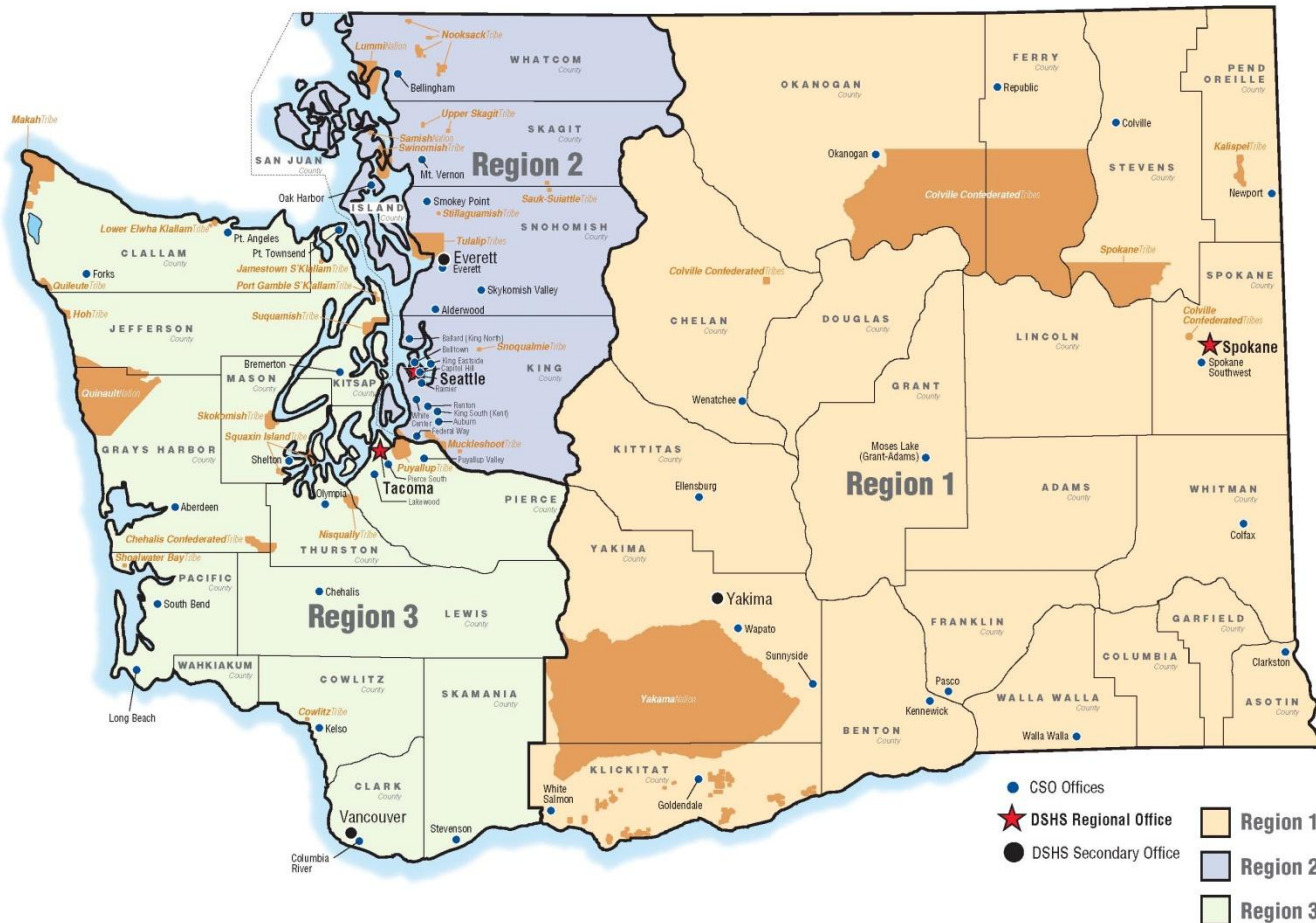 Nooksack Tribe
Lummi Nation
WHATCOM
County
Bellingham
OKANOGAN
County
FERRY
County
Republic
PEND
OREILLE
County
Makah Tribe
SAN JUAN
County
Upper Skagit Tribe
Samish Nation
Swinomish Tribe
SKAGIT
County
Region 2
Mt. Vernon
Oak Harbor
ISLAND
County
Smokey Point
Stillaguamish Tribe
Sauk-Suiattle Tribe
SNOHOMISH
County
Tulalip Tribes
Everett
Everett
Skykomish Valley
Alderwood
Colville
STEVENS
County
Kalispel Tribe
Newport
Okanogan
Colville Confederated Tribes
Spokane Tribe
SPOKANE
County
Colville
Confederated Tribes
Spokane
Spokane
Southwest
Lower Elwha Klallam Tribe
Pt. Angeles
Pt. Townsend
CLALLAM
County
Forks
Jamestown S'Klallam Tribe
Port Gamble S'Klallam Tribe
Quileute Tribe
Hoh Tribe
JEFFERSON
County
Suquamish Tribe
Bremerton
MASON
County
KITSAP
County
Quinault Nation
Skokomish Tribe
Squaxin Island Tribe
Shelton
GRAYS HARBOR
County
Aberdeen
Olympia
Ballard (King North)
Belltown
King Eastside
Capitol Hill
Seattle
Rainier
Snoqualmie Tribe
KING
County
White
Center
Renton
King South (Kent)
Auburn
Federal Way
Muckleshoot Tribe
Puyallup Valley
Puyallup Tribe
Pierce South
Tacoma
Lakewood
PIERCE
County
Nisqually Tribe
THURSTON
County
Chehalis Confederated Tribe
Shoalwater Bay Tribe
PACIFIC
County
South Bend
Chehalis
Region 3
LEWIS
County
WAHKIAKUM
County
Long Beach
COWLITZ
County
Cowlitz Tribe
Kelso
SKAMANIA
County
CLARK
County
Vancouver
Columbia
River
Stevenson
Colville Confederated Tribes
CHELAN
County
DOUGLAS
County
LINCOLN
County
GRANT
County
Wenatchee
Moses Lake
(Grant-Adams)
KITTITAS
County
Ellensburg
Region 1
ADAMS
County
WHITMAN
County
Colfax
YAKIMA
County
Yakima
Wapato
Sunnyside
Yakama Nation
FRANKLIN
County
Pasco
Kennewick
BENTON
County
WALLA WALLA
County
Walla Walla
COLUMBIA
County
GARFIELD
County
Clarkston
ASOTIN
County
KLICKITAT
County
White
Salmon
Goldendale
CSO Offices
DSHS Regional Office
DSHS Secondary Office
Region 1
Region 2
Region 3